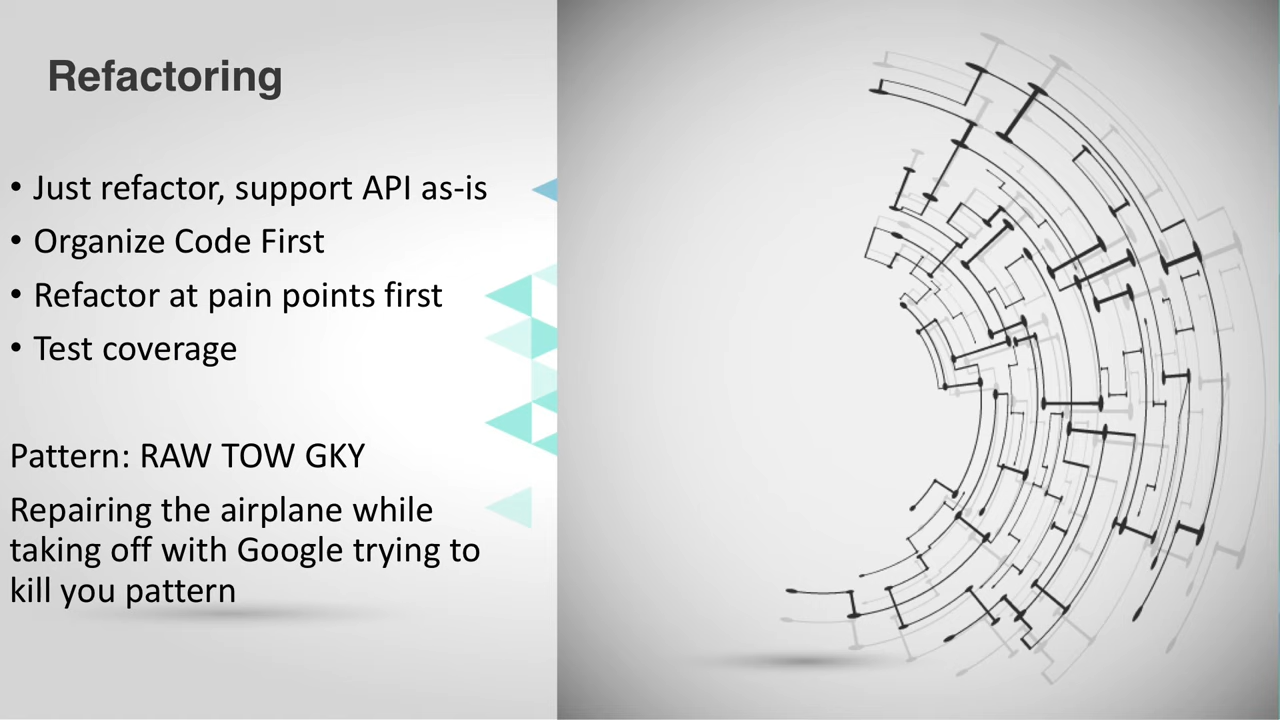 Refactoring
• Just refactor, support API as-is
• Organize Code First
• Refactor at pain points first
• Test coverage
Pattern: RAW TOW GKY
Repairing the airplane while
taking off with Google trying to
kill you pattern